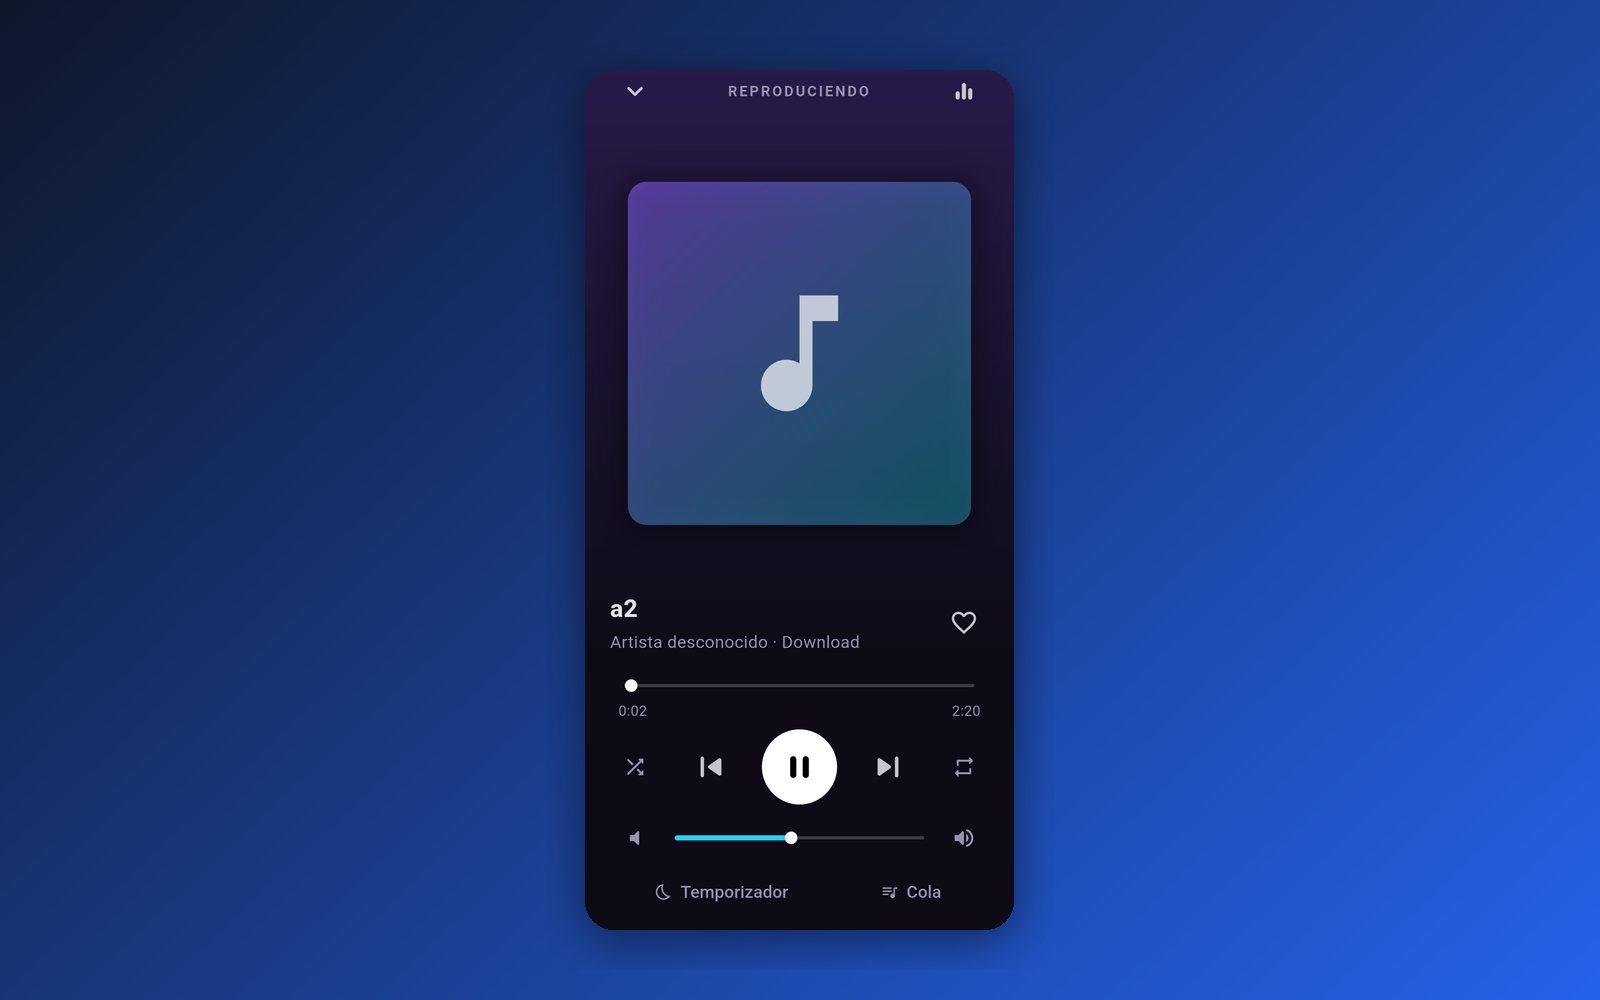 REPRODUCIENDO
a2
Artista desconocido · Download
0:02 2:20
Temporizador Cola